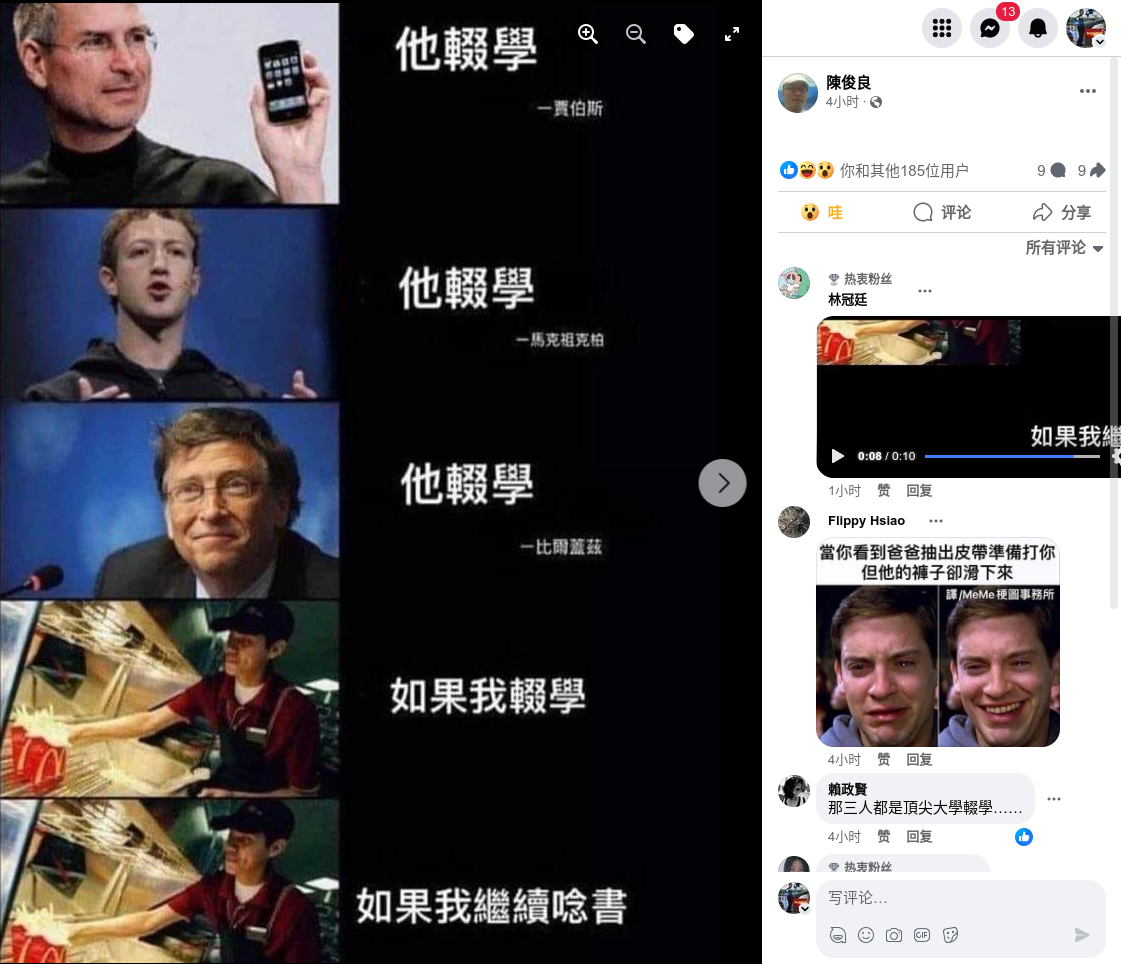 他輟學
一賈伯斯
他輟學
一馬克祖克柏
他輟學
一比爾蓋茲
如果我輟學
如果我繼續唸書
13
陳俊良
4小时 ·
你和其他185位用户
9
9
哇
评论
分享
所有评论
热衷粉丝
林冠廷
如果我繼
0:08 / 0:10
1小时 赞 回复
Flippy Hsiao
當你看到爸爸抽出皮帶準備打你
但他的褲子卻滑下來
譯/MeMe梗圖事務所
4小时 赞 回复
賴政賢
那三人都是頂尖大學輟學……
4小时 赞 回复
热衷粉丝
写评论…
GIF